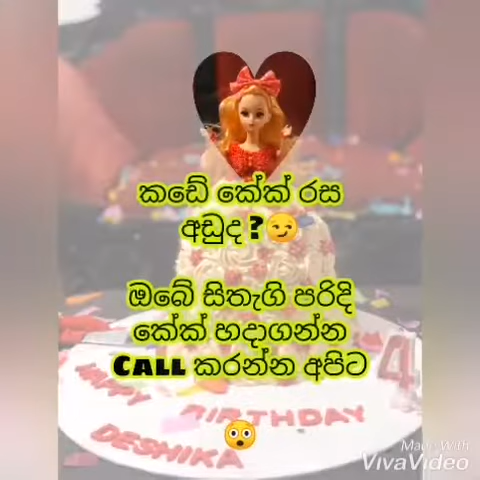 කඩේ කේක් රස
අඩුද ?😏
ඔබේ සිතැගි පරිදි
කේක් හදාගන්න
CALL කරන්න අපිට
😲
4
HAPPY BIRTHDAY
DESHIKA
Made With
VivaVideo